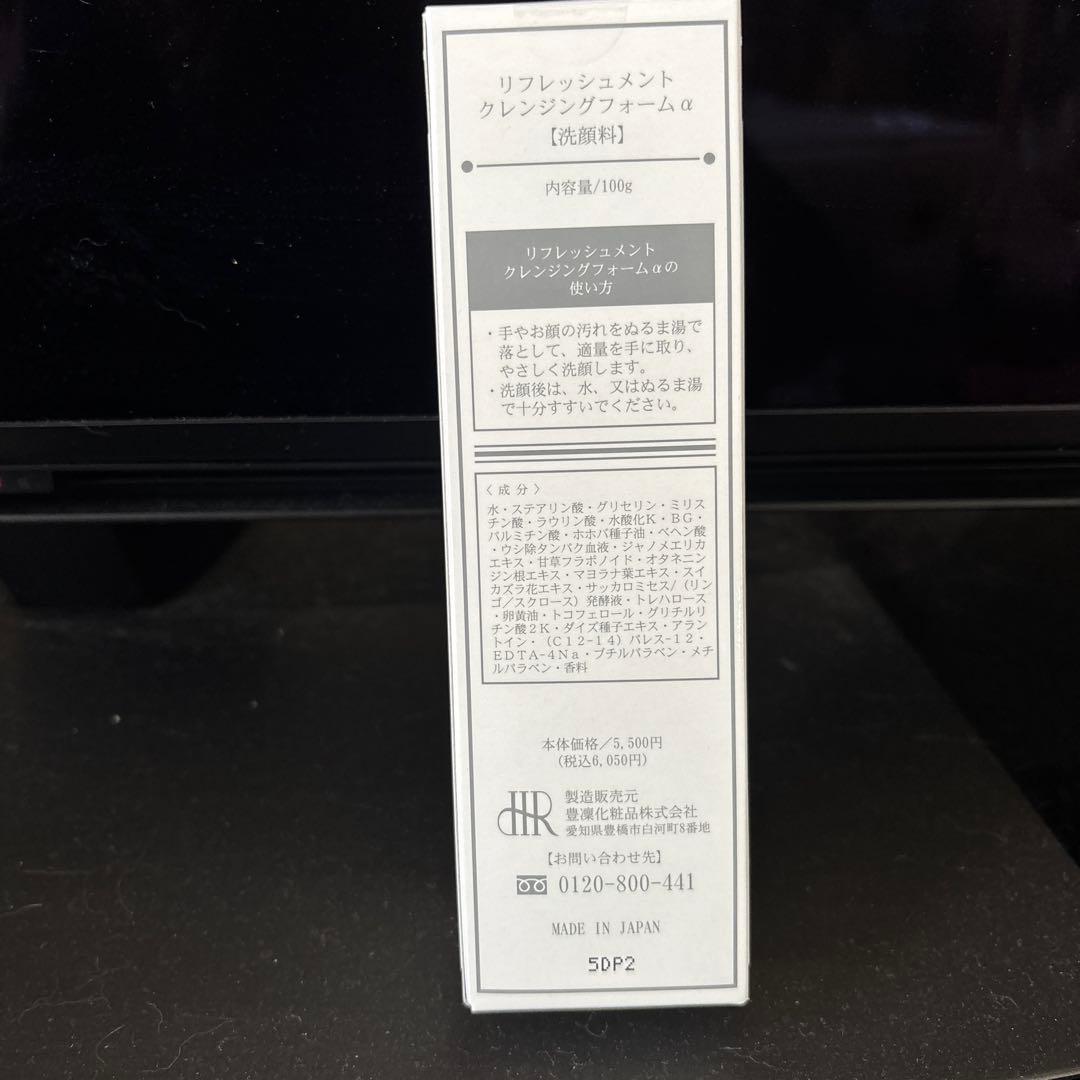 リフレッシュメント
クレンジングフォームα
【洗顔料】
内容量/100g
リフレッシュメント
クレンジングフォームαの
使い方
・手やお顔の汚れをぬるま湯で
落として、適量を手に取り、
やさしく洗顔します。
・洗顔後は、水、又はぬるま湯
で十分すすいでください。
〈成分〉
水・ステアリン酸・グリセリン・ミリス
チン酸・ラウリン酸・水酸化K・BG・
パルミチン酸・ホホバ種子油・ベヘン酸
・ウシ除タンパク血液・ジャノメエリカ
エキス・甘草フラボノイド・オタネニン
ジン根エキス・マヨラナ葉エキス・スイ
カズラ花エキス・サッカロミセス/（リン
ゴ/スクロース）発酵液・トレハロース
・卵黄油・トコフェロール・グリチルリ
チン酸2K・ダイズ種子エキス・アラン
トイン・（C12-14）パレス-12・
EDTA-4Na・ブチルパラベン・メチ
ルパラベン・香料
本体価格/5,500円
(税込6,050円)
HR
製造販売元
豊凜化粧品株式会社
愛知県豊橋市白河町8番地
【お問い合わせ先】
0120-800-441
MADE IN JAPAN
5DP2